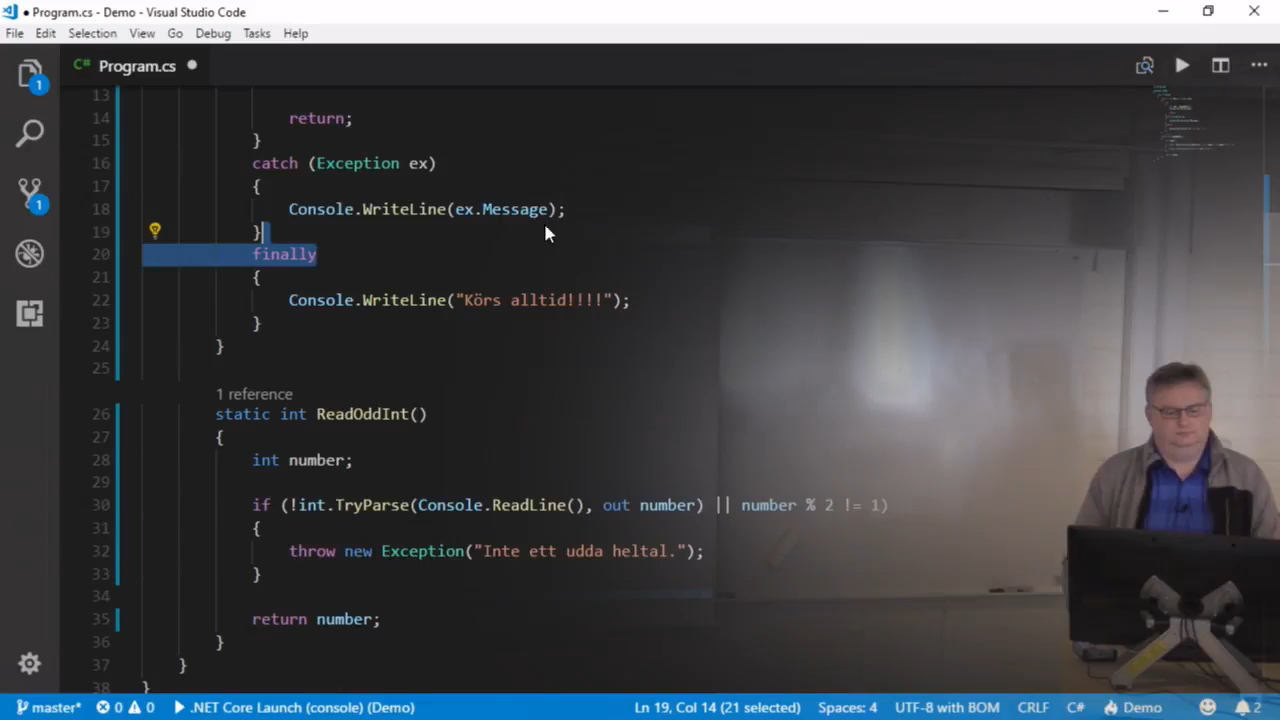 Program.cs - Demo - Visual Studio Code
File Edit Selection View Go Debug Tasks Help
C# Program.cs
1
1
13
14 return;
15 }
16 catch (Exception ex)
17 {
18 Console.WriteLine(ex.Message);
19 }
20 finally
21 {
22 Console.WriteLine("Körs alltid!!!!");
23 }
24 }
25
1 reference
26 static int ReadOddInt()
27 {
28 int number;
29
30 if (!int.TryParse(Console.ReadLine(), out number) || number % 2 != 1)
31 {
32 throw new Exception("Inte ett udda heltal.");
33 }
34
35 return number;
36 }
37 }
38 }
master* 0 0 .NET Core Launch (console) (Demo) Ln 19, Col 14 (21 selected) Spaces: 4 UTF-8 with BOM CRLF C# Demo 2